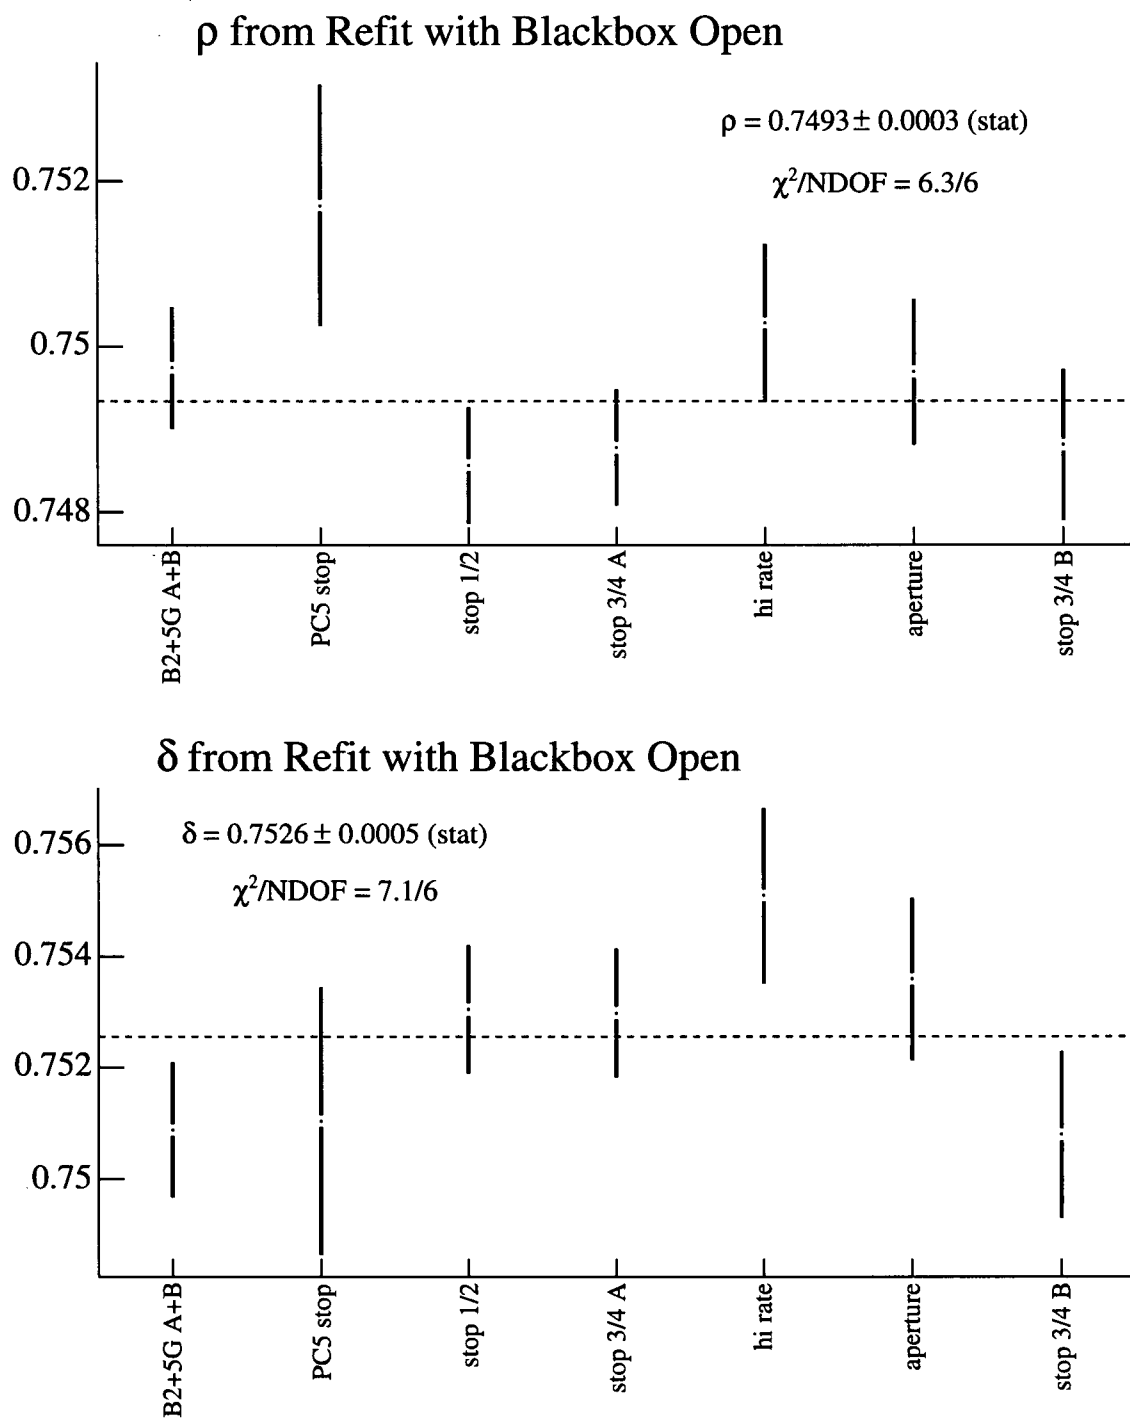 ρ from Refit with Blackbox Open
ρ = 0.7493 ± 0.0003 (stat)
χ²/NDOF = 6.3/6
0.752
0.75
0.748
B2+5G A+B
PC5 stop
stop 1/2
stop 3/4 A
hi rate
aperture
stop 3/4 B
δ from Refit with Blackbox Open
δ = 0.7526 ± 0.0005 (stat)
χ²/NDOF = 7.1/6
0.756
0.754
0.752
0.75
B2+5G A+B
PC5 stop
stop 1/2
stop 3/4 A
hi rate
aperture
stop 3/4 B